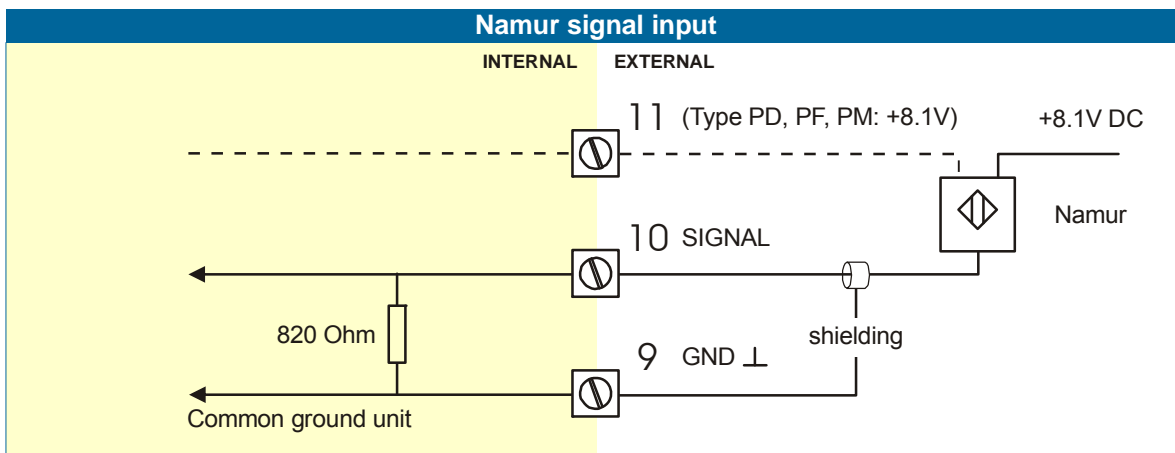 Namur signal input
INTERNAL EXTERNAL
11 (Type PD, PF, PM: +8.1V) +8.1V DC
Namur
10 SIGNAL
820 Ohm
shielding
9 GND ⊥
Common ground unit